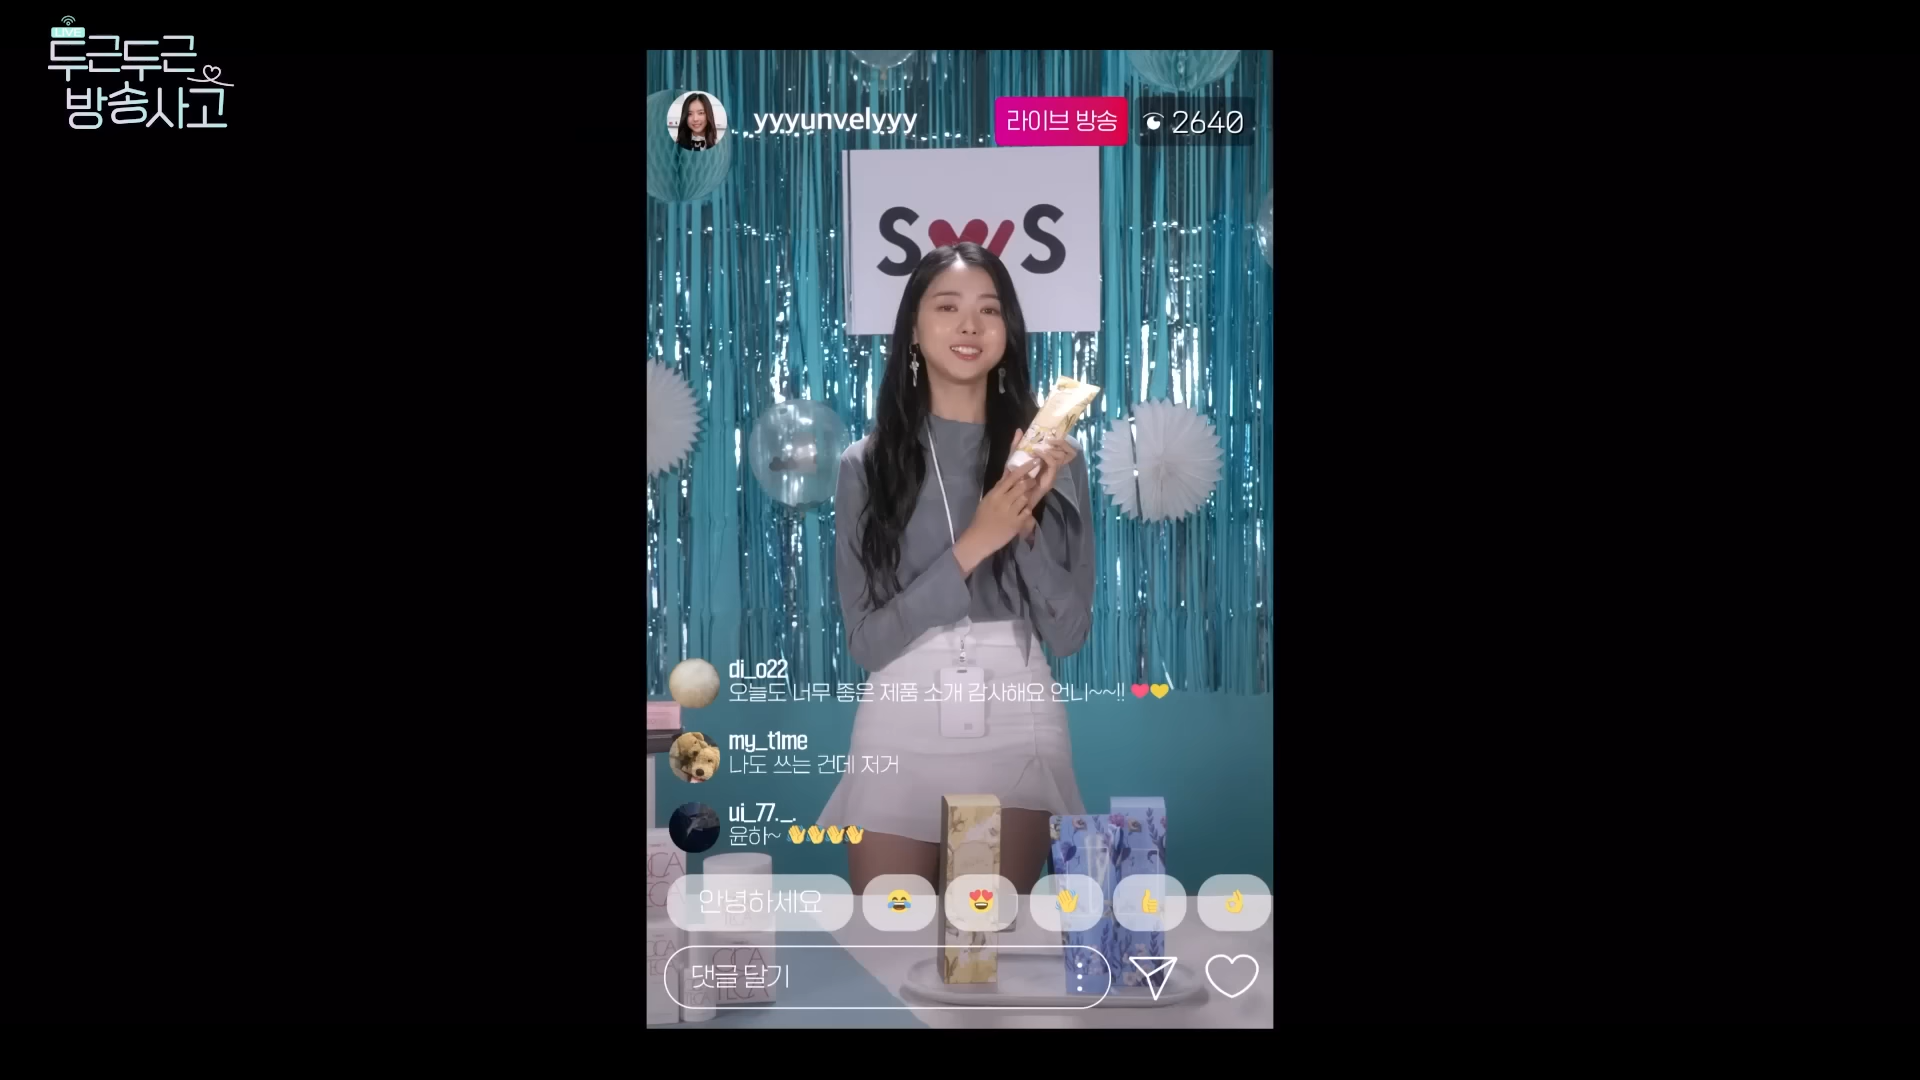 LIVE
두근두근
방송사고
yyyunvelyyy
라이브 방송
2640
S S
di_o22
오늘도 너무 좋은 제품 소개 감사해요 언니~~!! ❤️💛
my_t1me
나도 쓰는 건데 저거
ui_77._.
윤하~ 👋👋👋👋
안녕하세요
댓글 달기